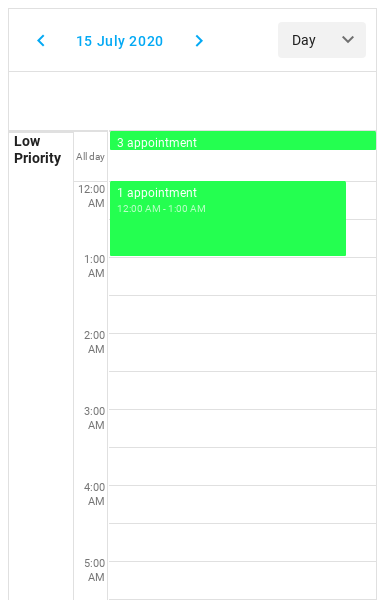 15 July 2020
Day
Low
Priority
All day
3 appointment
12:00
AM
1 appointment
12:00 AM - 1:00 AM
1:00
AM
2:00
AM
3:00
AM
4:00
AM
5:00
AM